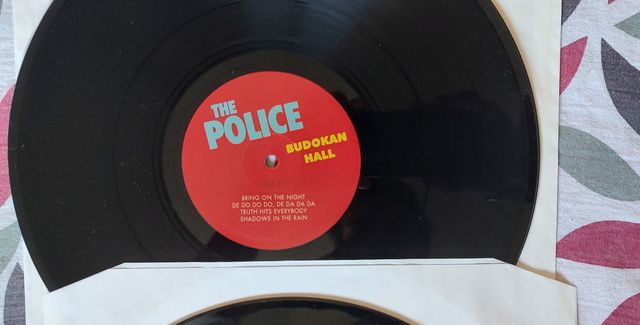 THE
POLICE
BUDOKAN
HALL
BRING ON THE NIGHT
DE DO DO DO, DE DA DA DA
TRUTH HITS EVERYBODY
SHADOWS IN THE RAIN